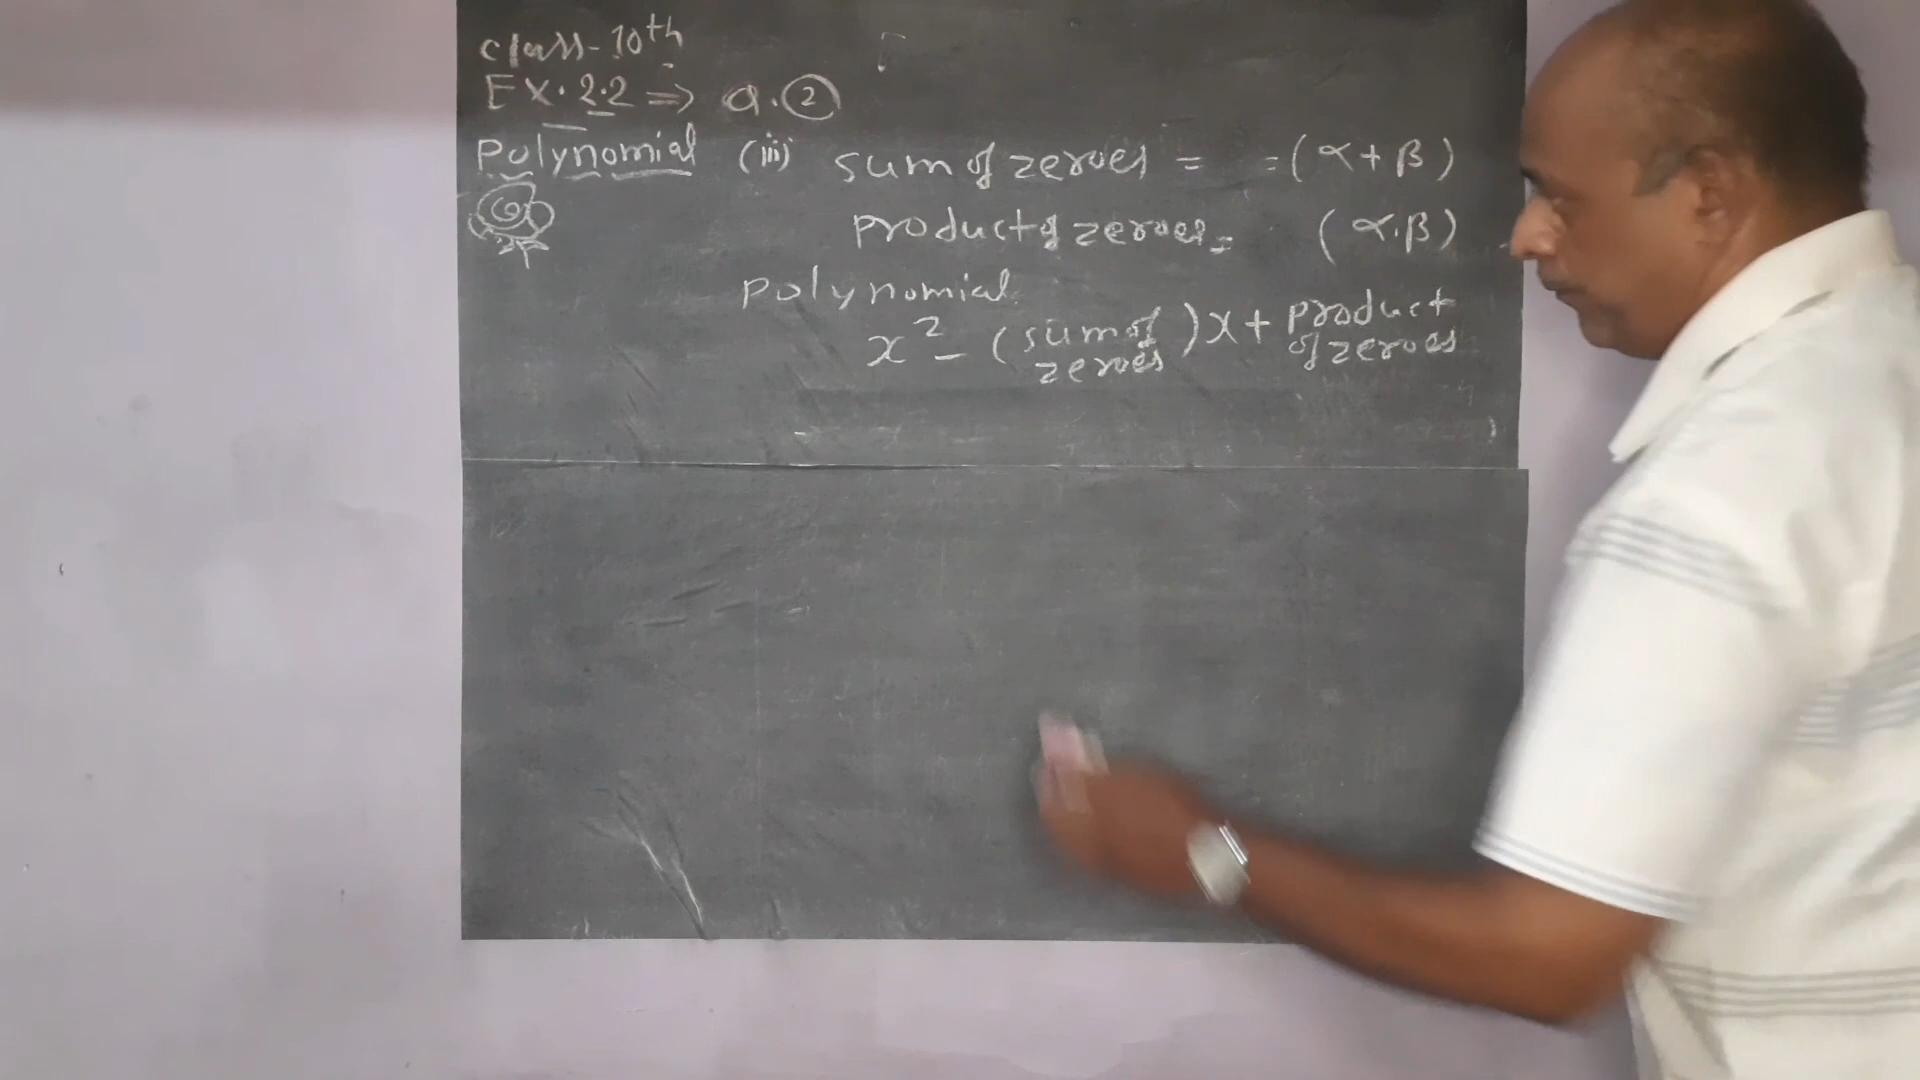 Class-10th
EX. 2.2 ⇒ Q. ②
Polynomial (iii) sum of zeroes = = (α + β)
product of zeroes = (α.β)
polynomial
x² - (sum of zeroes) x + product of zeroes